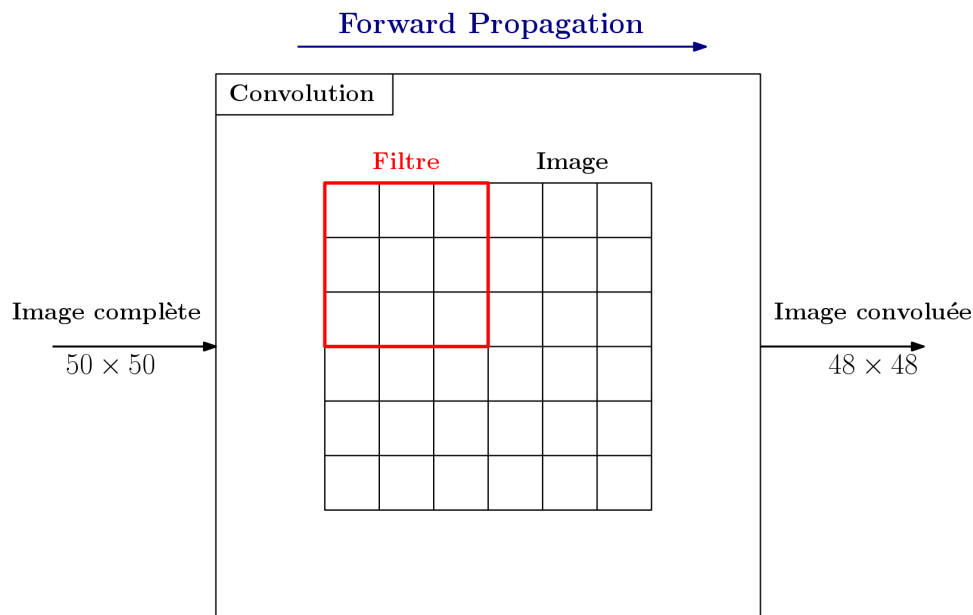 Forward Propagation
Convolution
Filtre
Image
Image complète
50 × 50
Image convoluée
48 × 48